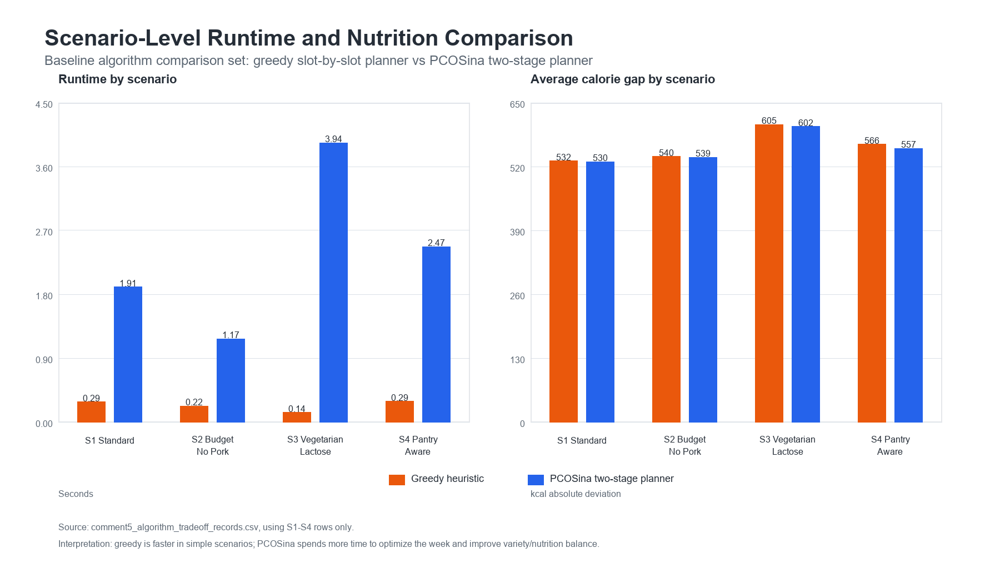 Scenario-Level Runtime and Nutrition Comparison
Baseline algorithm comparison set: greedy slot-by-slot planner vs PCOSina two-stage planner
Runtime by scenario
4.50
3.60
2.70
1.80
0.90
0.00
0.29
1.91
0.22
1.17
0.14
3.94
0.29
2.47
S1 Standard
S2 Budget
No Pork
S3 Vegetarian
Lactose
S4 Pantry
Aware
Average calorie gap by scenario
650
520
390
260
130
0
532
530
540
539
605
602
566
557
S1 Standard
S2 Budget
No Pork
S3 Vegetarian
Lactose
S4 Pantry
Aware
Greedy heuristic
PCOSina two-stage planner
Seconds
kcal absolute deviation
Source: comment5_algorithm_tradeoff_records.csv, using S1-S4 rows only.
Interpretation: greedy is faster in simple scenarios; PCOSina spends more time to optimize the week and improve variety/nutrition balance.